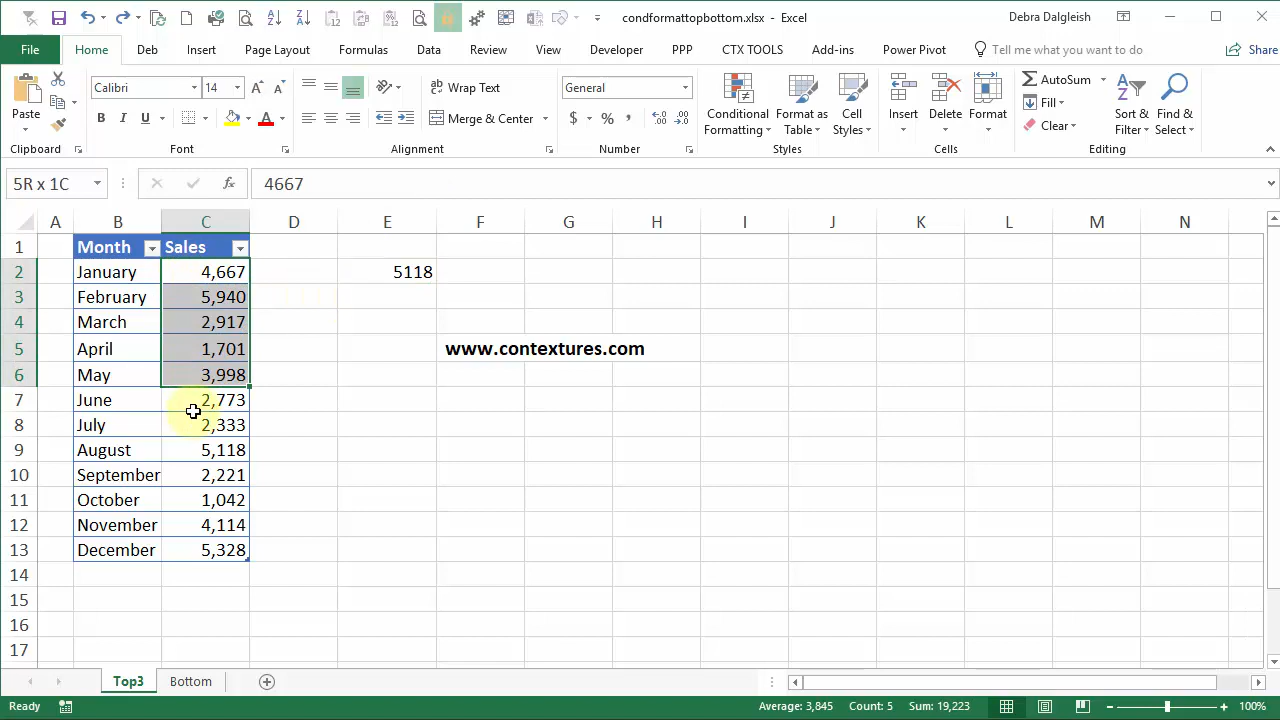 condformattopbottom.xlsx - Excel
Debra Dalgleish
File Home Deb Insert Page Layout Formulas Data Review View Developer PPP CTX TOOLS Add-ins Power Pivot Tell me what you want to do Share
Paste
Clipboard
Calibri 14
B I U
Font
Wrap Text
Merge & Center
Alignment
General
$ % ,
Number
Conditional Formatting
Format as Table
Cell Styles
Styles
Insert
Delete
Format
Cells
AutoSum
Fill
Clear
Sort & Filter
Find & Select
Editing
5R x 1C fx 4667
A B C D E F G H I J K L M N
1 Month Sales
2 January 4,667 5118
3 February 5,940
4 March 2,917
5 April 1,701 www.contextures.com
6 May 3,998
7 June 2,773
8 July 2,333
9 August 5,118
10 September 2,221
11 October 1,042
12 November 4,114
13 December 5,328
14
15
16
17
Top3 Bottom
Ready Average: 3,845 Count: 5 Sum: 19,223 100%